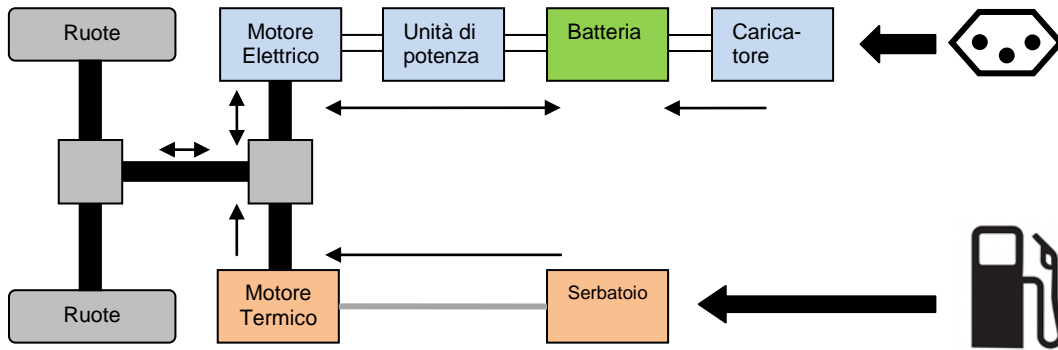 Ruote
Motore
Elettrico
Unità di
potenza
Batteria
Carica-
tore
Ruote
Motore
Termico
Serbatoio